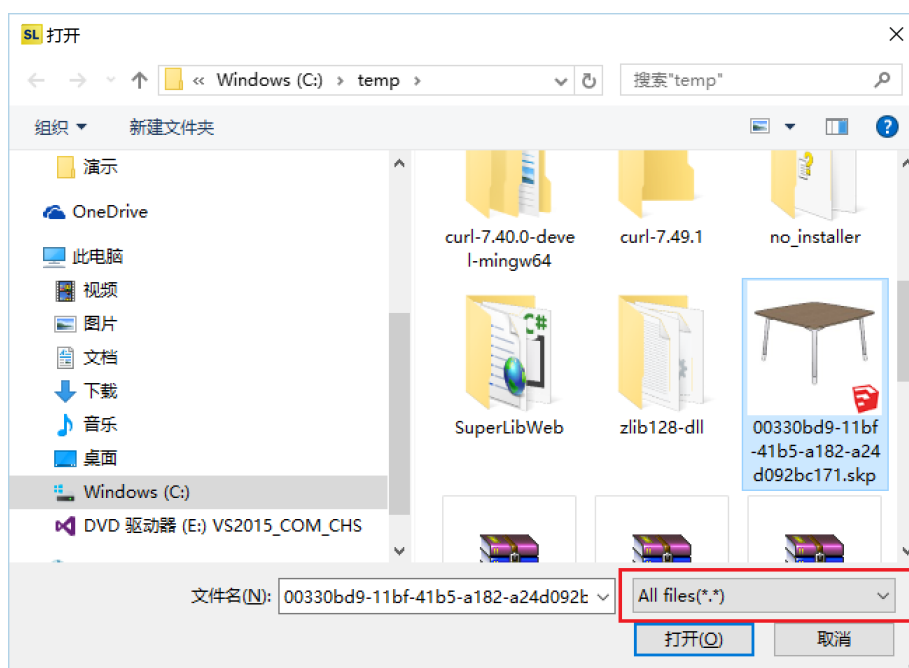 SL 打开
« Windows (C:) › temp ›
搜索"temp"
组织
新建文件夹
?
演示
OneDrive
此电脑
视频
图片
文档
下载
音乐
桌面
Windows (C:)
DVD 驱动器 (E:) VS2015_COM_CHS
curl-7.40.0-deve
l-mingw64
curl-7.49.1
no_installer
C#
SuperLibWeb
zlib128-dll
00330bd9-11bf
-41b5-a182-a24
d092bc171.skp
文件名(N):
00330bd9-11bf-41b5-a182-a24d092b
All files(*.*)
打开(O)
取消